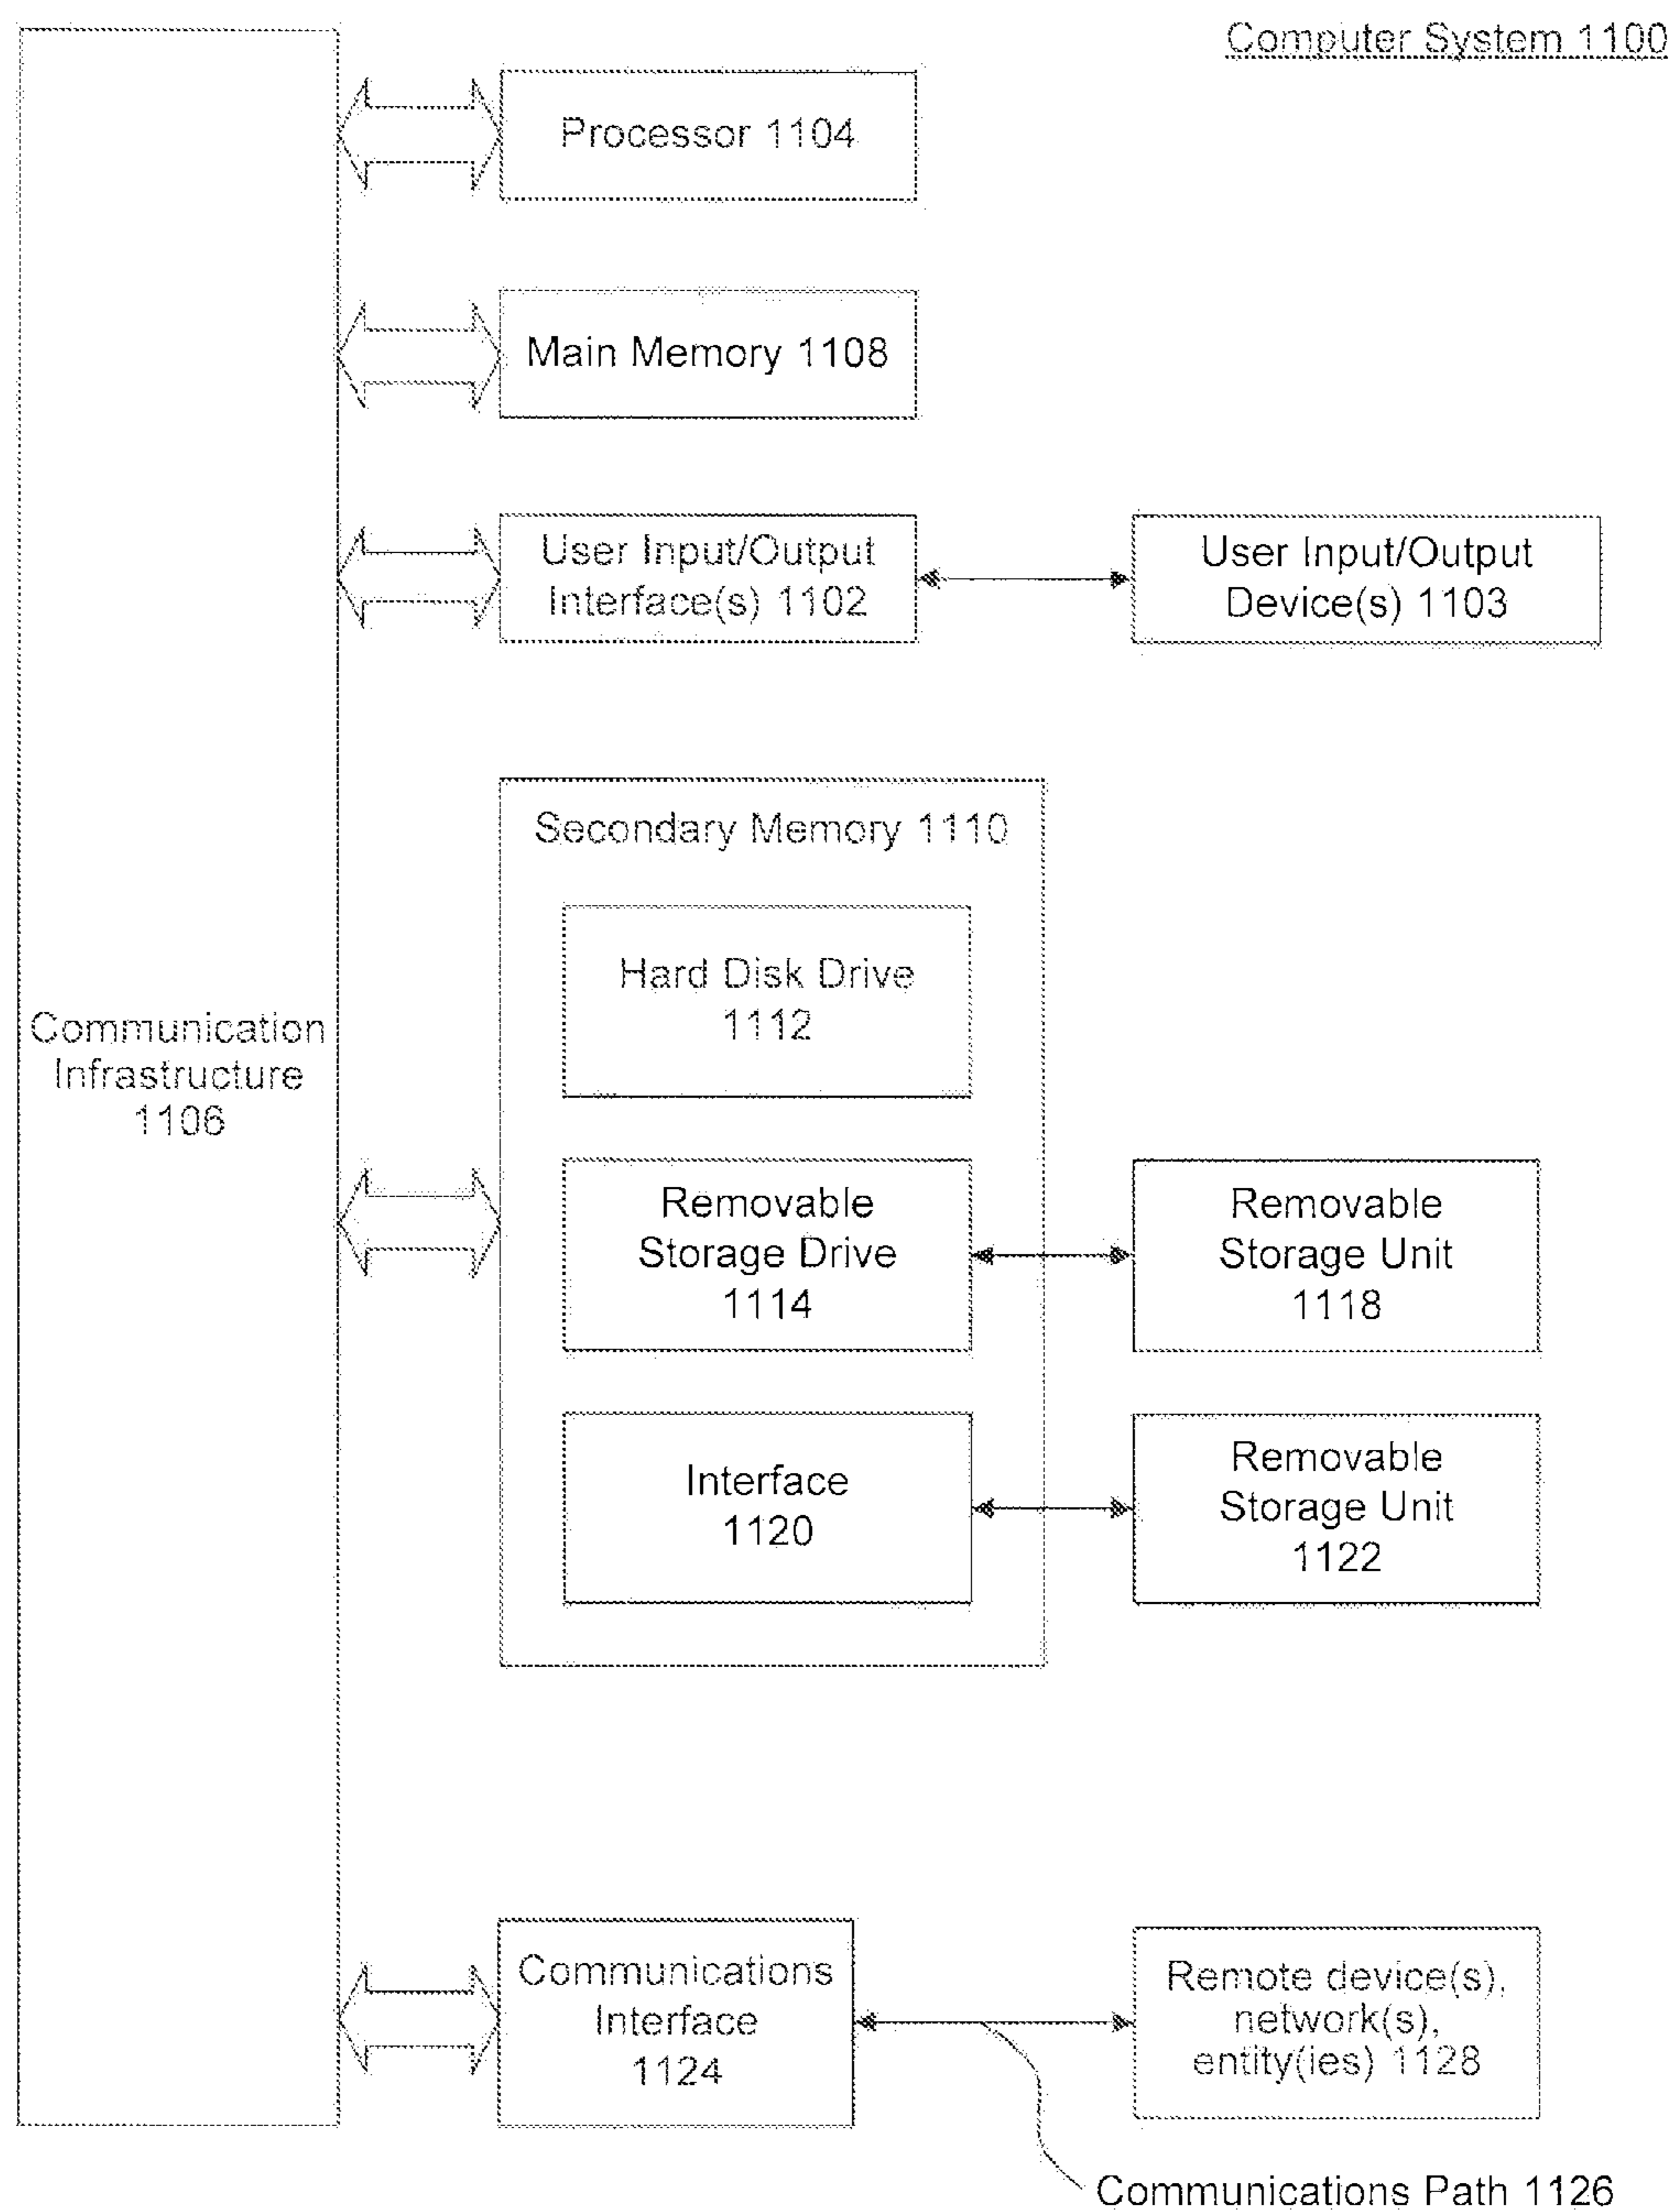 Computer System 1100
Processor 1104
Main Memory 1108
User Input/Output
Interface(s) 1102
User Input/Output
Device(s) 1103
Secondary Memory 1110
Hard Disk Drive
1112
Communication
Infrastructure
1106
Removable
Storage Drive
1114
Removable
Storage Unit
1118
Interface
1120
Removable
Storage Unit
1122
Communications
Interface
1124
Remote device(s),
network(s),
entity(ies) 1128
Communications Path 1126